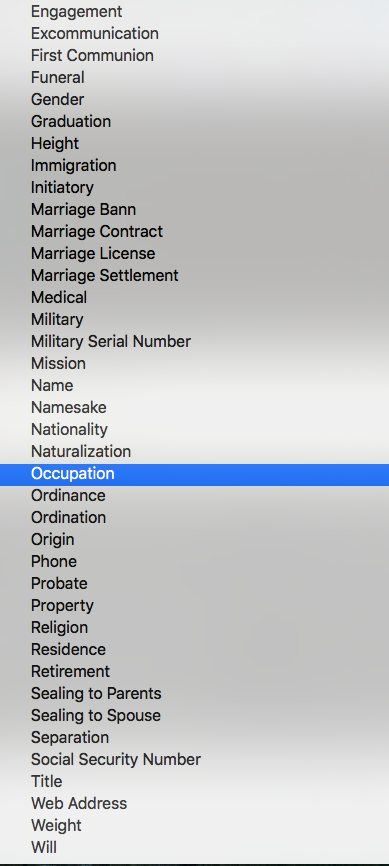 Engagement
Excommunication
First Communion
Funeral
Gender
Graduation
Height
Immigration
Initiatory
Marriage Bann
Marriage Contract
Marriage License
Marriage Settlement
Medical
Military
Military Serial Number
Mission
Name
Namesake
Nationality
Naturalization
Occupation
Ordinance
Ordination
Origin
Phone
Probate
Property
Religion
Residence
Retirement
Sealing to Parents
Sealing to Spouse
Separation
Social Security Number
Title
Web Address
Weight
Will